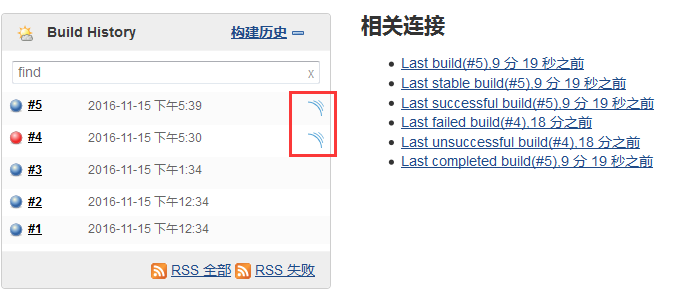 Build History 构建历史
find x
#5 2016-11-15 下午5:39
#4 2016-11-15 下午5:30
#3 2016-11-15 下午1:34
#2 2016-11-15 下午12:34
#1 2016-11-15 下午12:34
RSS 全部 RSS 失败
相关连接
Last build(#5),9 分 19 秒之前
Last stable build(#5),9 分 19 秒之前
Last successful build(#5),9 分 19 秒之前
Last failed build(#4),18 分之前
Last unsuccessful build(#4),18 分之前
Last completed build(#5),9 分 19 秒之前